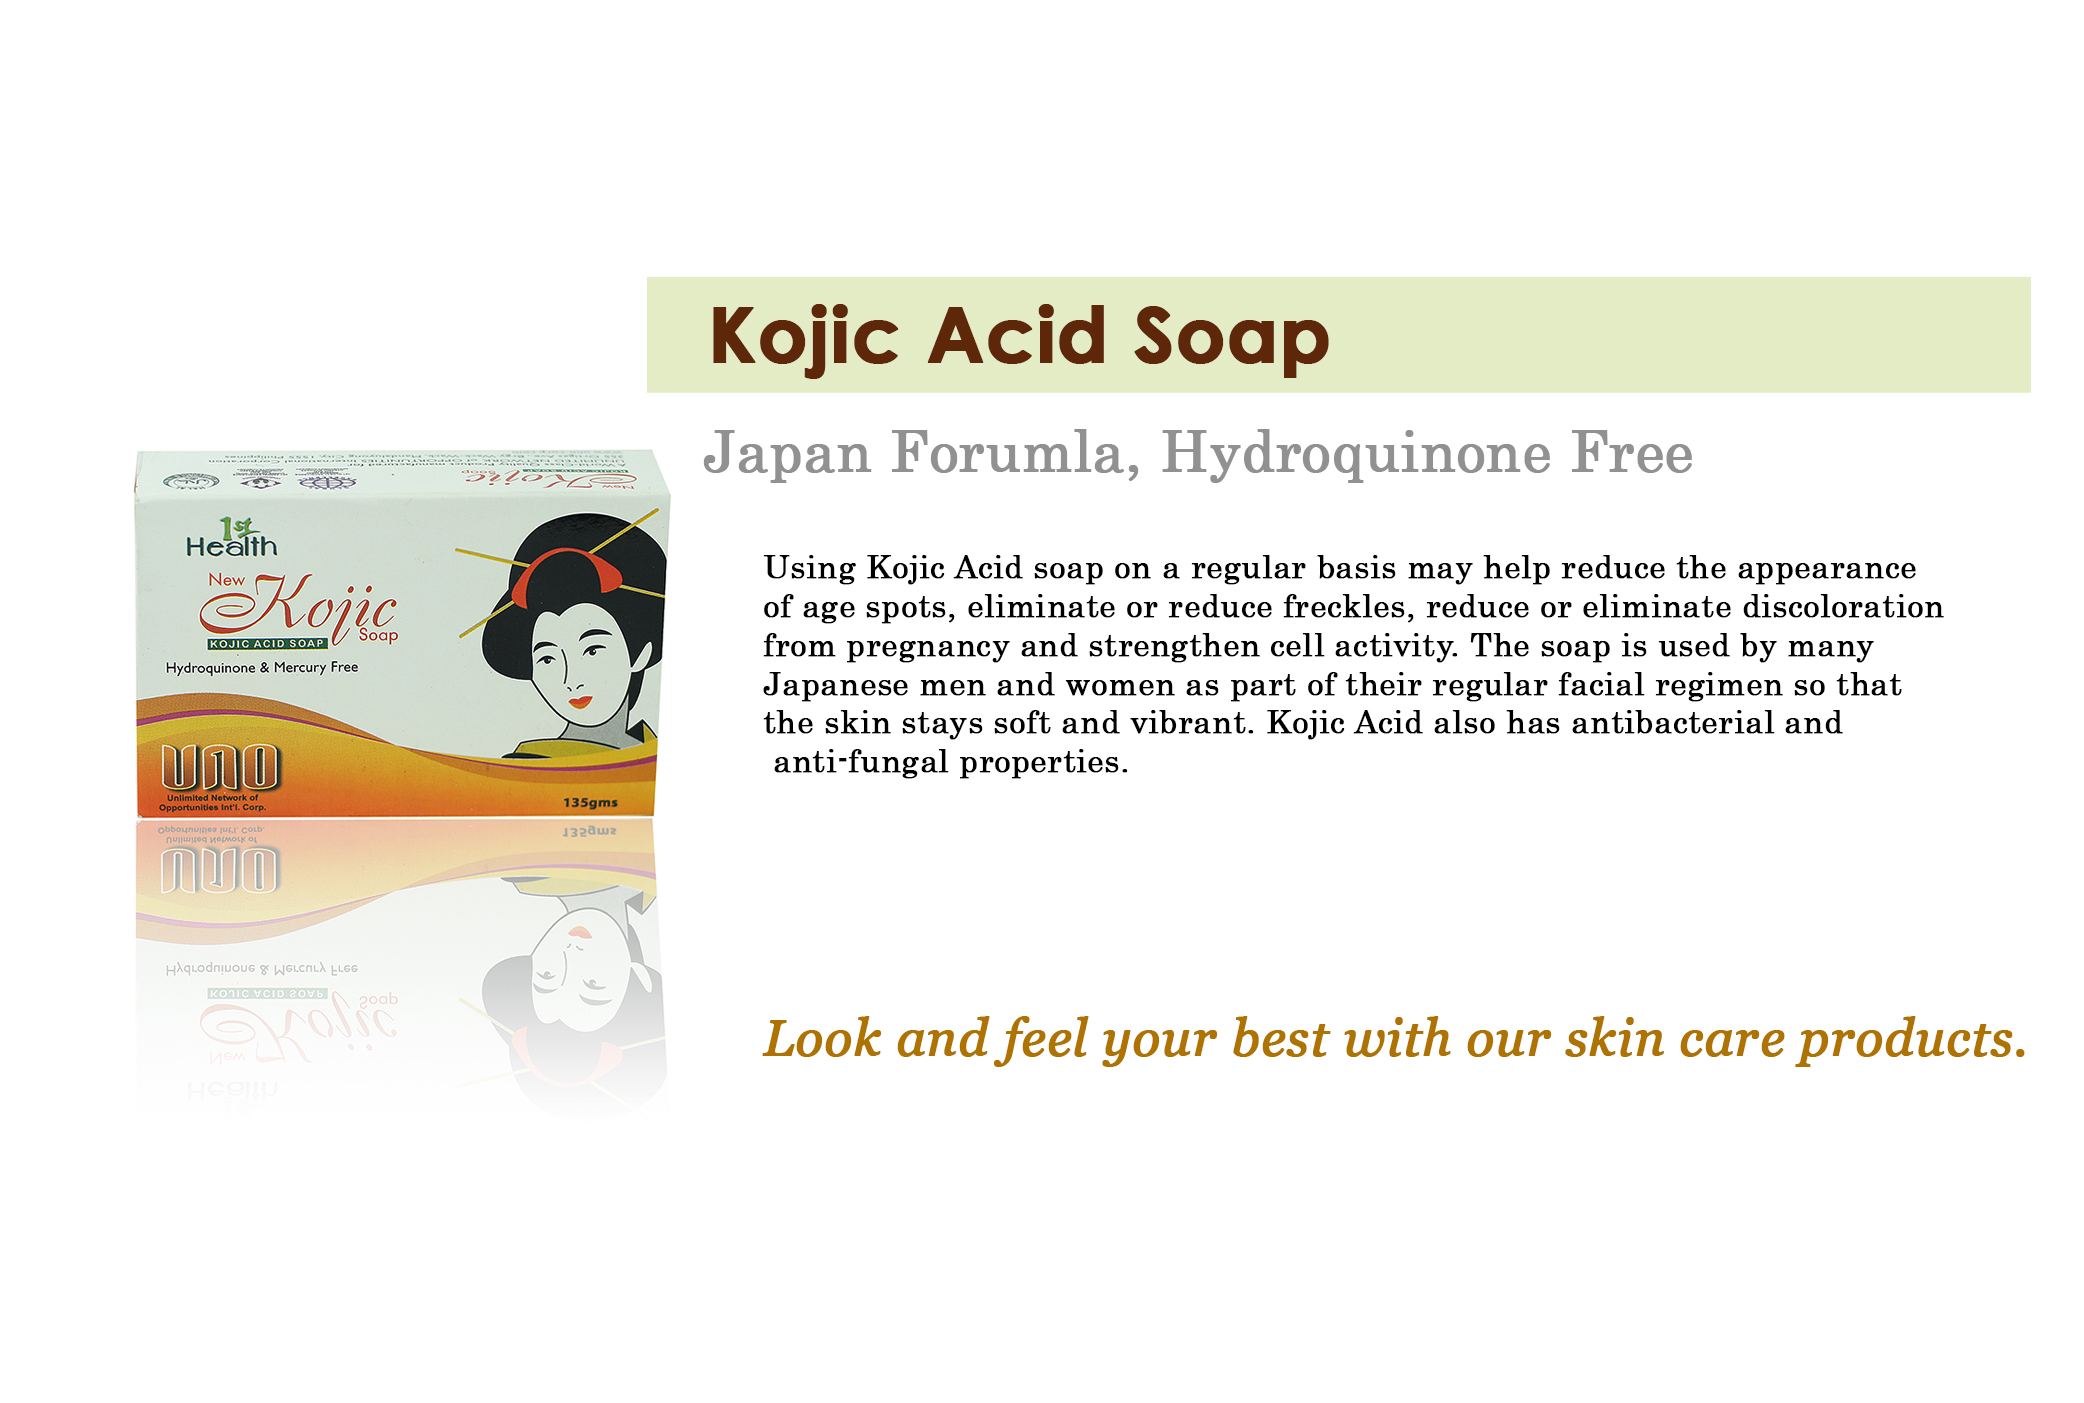 Kojic Acid Soap
Japan Forumla, Hydroquinone Free
Using Kojic Acid soap on a regular basis may help reduce the appearance
of age spots, eliminate or reduce freckles, reduce or eliminate discoloration
from pregnancy and strengthen cell activity. The soap is used by many
Japanese men and women as part of their regular facial regimen so that
the skin stays soft and vibrant. Kojic Acid also has antibacterial and
anti-fungal properties.
Look and feel your best with our skin care products.
New
Kojic
Soap
1st
Health
New
Kojic
Soap
KOJIC ACID SOAP
Hydroquinone & Mercury Free
UNO
Unlimited Network of
Opportunities Int'l. Corp.
135gms